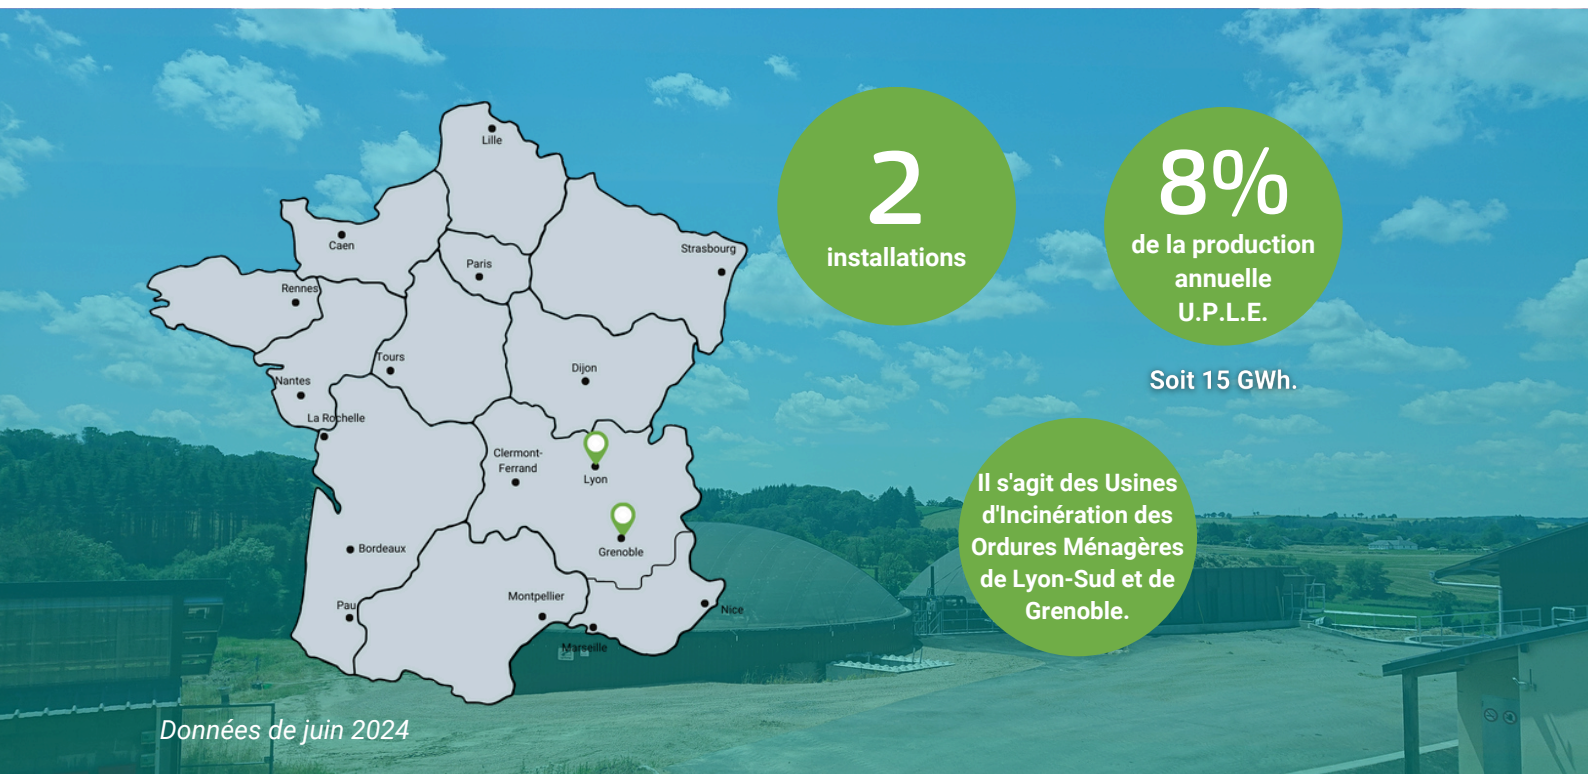 Lille
Caen
Paris
Strasbourg
Rennes
Tours
Dijon
Nantes
La Rochelle
Clermont-
Ferrand
Lyon
Bordeaux
Grenoble
Montpellier
Pau
Nice
Marseille
2
installations
8%
de la production
annuelle
U.P.L.E.
Soit 15 GWh.
Il s'agit des Usines
d'Incinération des
Ordures Ménagères
de Lyon-Sud et de
Grenoble.
Données de juin 2024